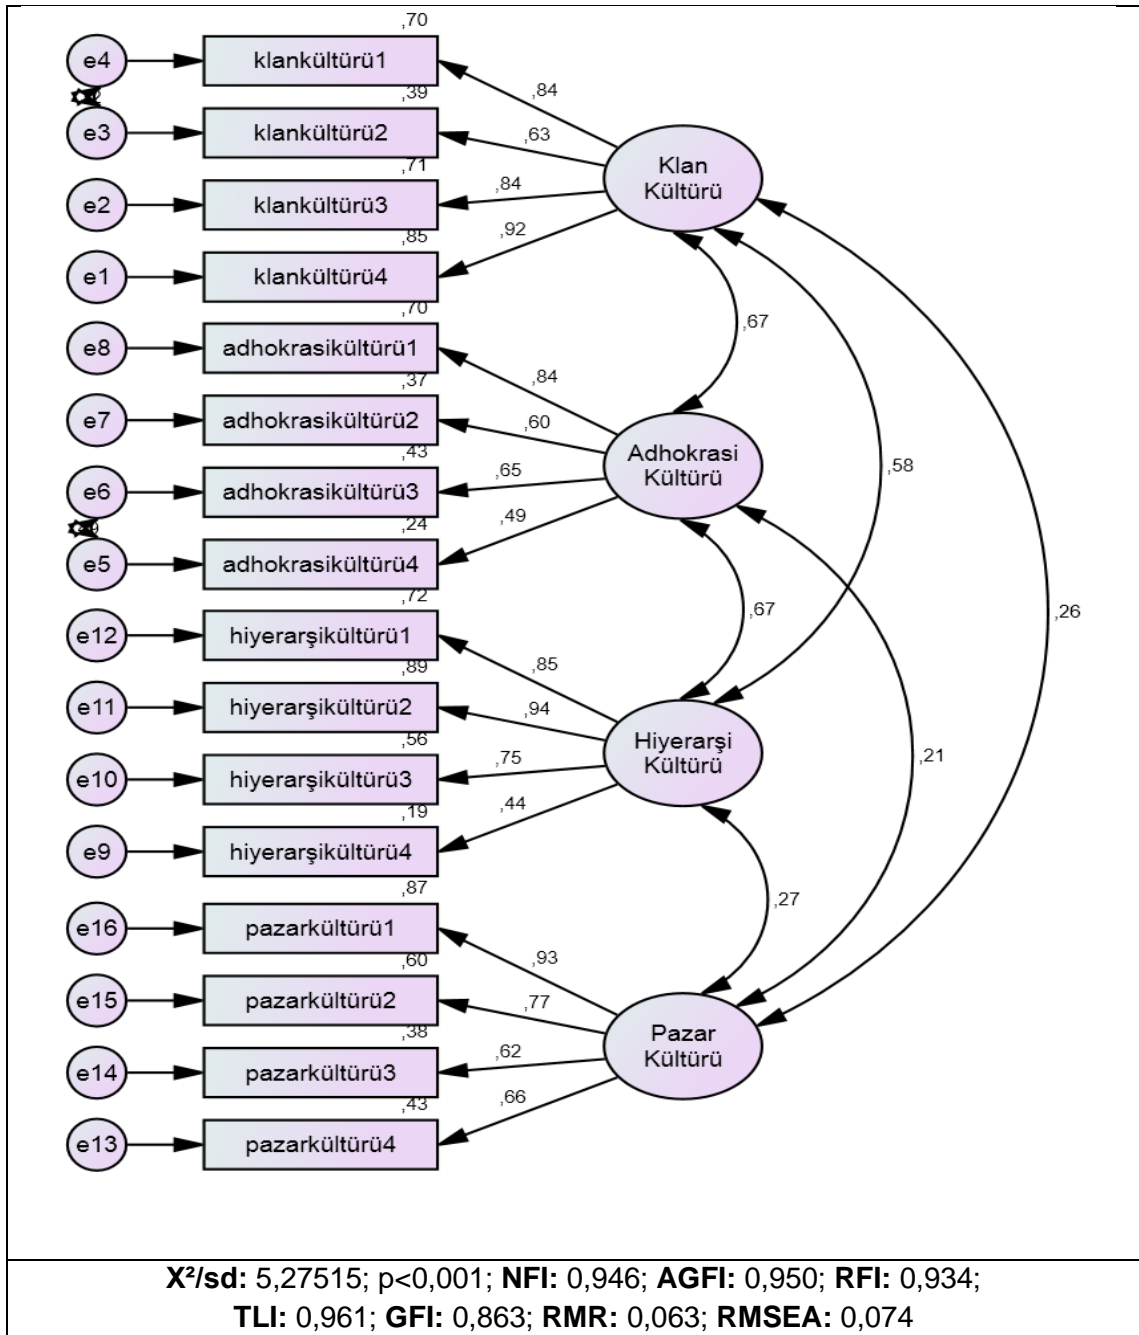 ,70
e4
klankültürü1
,84
,39
e3
klankültürü2
,63
Klan
Kültürü
,71
e2
klankültürü3
,84
,85
e1
klankültürü4
,92
,70
e8
adhokrasikültürü1
,67
,84
,37
e7
adhokrasikültürü2
,60
Adhokrasi
Kültürü
,43
e6
adhokrasikültürü3
,65
,58
,24
e5
adhokrasikültürü4
,49
,72
e12
hiyerarşikültürü1
,67
,26
,85
,89
e11
hiyerarşikültürü2
,94
Hiyerarşi
Kültürü
,56
e10
hiyerarşikültürü3
,75
,21
,19
e9
hiyerarşikültürü4
,44
,87
e16
pazarkültürü1
,27
,93
,60
e15
pazarkültürü2
,77
Pazar
Kültürü
,38
e14
pazarkültürü3
,62
,43
e13
pazarkültürü4
,66
X²/sd: 5,27515; p<0,001; NFI: 0,946; AGFI: 0,950; RFI: 0,934;
TLI: 0,961; GFI: 0,863; RMR: 0,063; RMSEA: 0,074